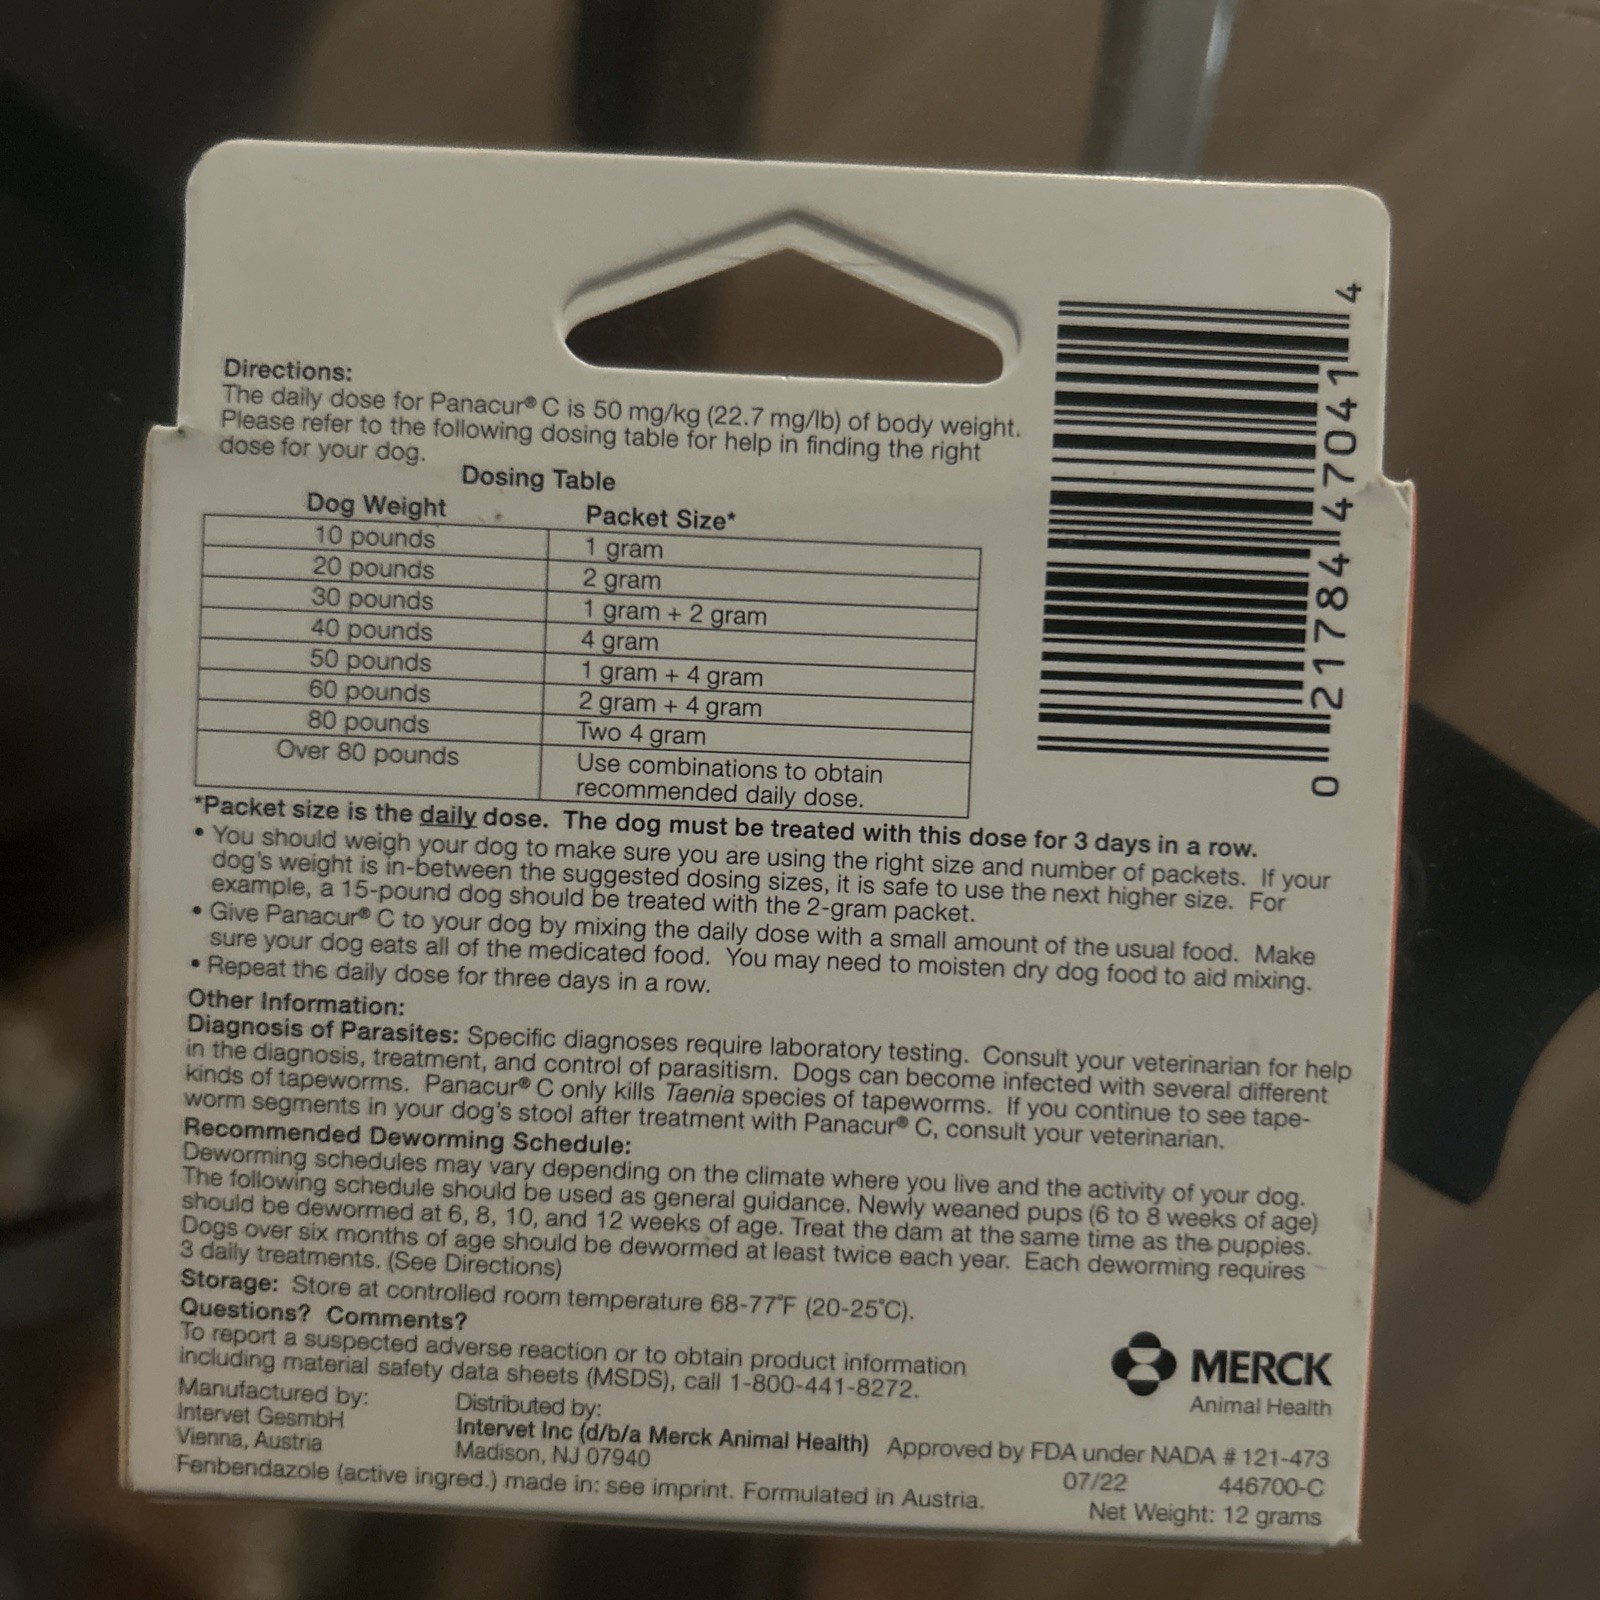 Directions:
The daily dose for Panacur® C is 50 mg/kg (22.7 mg/lb) of body weight.
Please refer to the following dosing table for help in finding the right
dose for your dog.
Dosing Table
Dog Weight Packet Size*
10 pounds 1 gram
20 pounds 2 gram
30 pounds 1 gram + 2 gram
40 pounds 4 gram
50 pounds 1 gram + 4 gram
60 pounds 2 gram + 4 gram
80 pounds Two 4 gram
Over 80 pounds Use combinations to obtain
recommended daily dose.
*Packet size is the daily dose. The dog must be treated with this dose for 3 days in a row.
• You should weigh your dog to make sure you are using the right size and number of packets. If your
dog's weight is in-between the suggested dosing sizes, it is safe to use the next higher size. For
example, a 15-pound dog should be treated with the 2-gram packet.
• Give Panacur® C to your dog by mixing the daily dose with a small amount of the usual food. Make
sure your dog eats all of the medicated food. You may need to moisten dry dog food to aid mixing.
• Repeat the daily dose for three days in a row.
Other Information:
Diagnosis of Parasites: Specific diagnoses require laboratory testing. Consult your veterinarian for help
in the diagnosis, treatment, and control of parasitism. Dogs can become infected with several different
kinds of tapeworms. Panacur® C only kills Taenia species of tapeworms. If you continue to see tape-
worm segments in your dog's stool after treatment with Panacur® C, consult your veterinarian.
Recommended Deworming Schedule:
Deworming schedules may vary depending on the climate where you live and the activity of your dog.
The following schedule should be used as general guidance. Newly weaned pups (6 to 8 weeks of age)
should be dewormed at 6, 8, 10, and 12 weeks of age. Treat the dam at the same time as the puppies.
Dogs over six months of age should be dewormed at least twice each year. Each deworming requires
3 daily treatments. (See Directions)
Storage: Store at controlled room temperature 68-77°F (20-25°C).
Questions? Comments?
To report a suspected adverse reaction or to obtain product information
including material safety data sheets (MSDS), call 1-800-441-8272.
Manufactured by:
Intervet GesmbH
Vienna, Austria
Distributed by:
Intervet Inc (d/b/a Merck Animal Health)
Madison, NJ 07940
Fenbendazole (active ingred.) made in: see imprint. Formulated in Austria.
MERCK
Animal Health
Approved by FDA under NADA # 121-473
07/22 446700-C
Net Weight: 12 grams
0 21784 47041 4